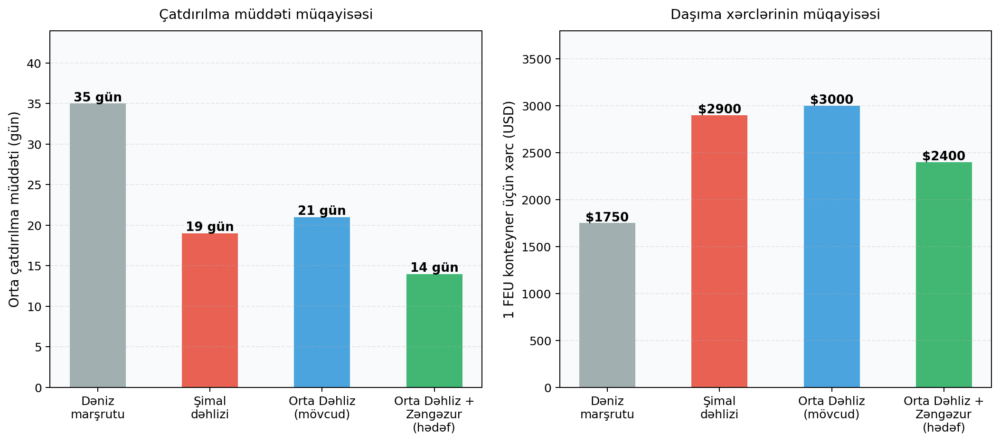 Çatdırılma müddəti müqayisəsi
Orta çatdırılma müddəti (gün)
40
35
30
25
20
15
10
5
0
35 gün
19 gün
21 gün
14 gün
Dəniz
marşrutu
Şimal
dəhlizi
Orta Dəhliz
(mövcud)
Orta Dəhliz +
Zəngəzur
(hədəf)
Daşıma xərclərinin müqayisəsi
1 FEU konteyner üçün xərc (USD)
3500
3000
2500
2000
1500
1000
500
0
$1750
$2900
$3000
$2400
Dəniz
marşrutu
Şimal
dəhlizi
Orta Dəhliz
(mövcud)
Orta Dəhliz +
Zəngəzur
(hədəf)